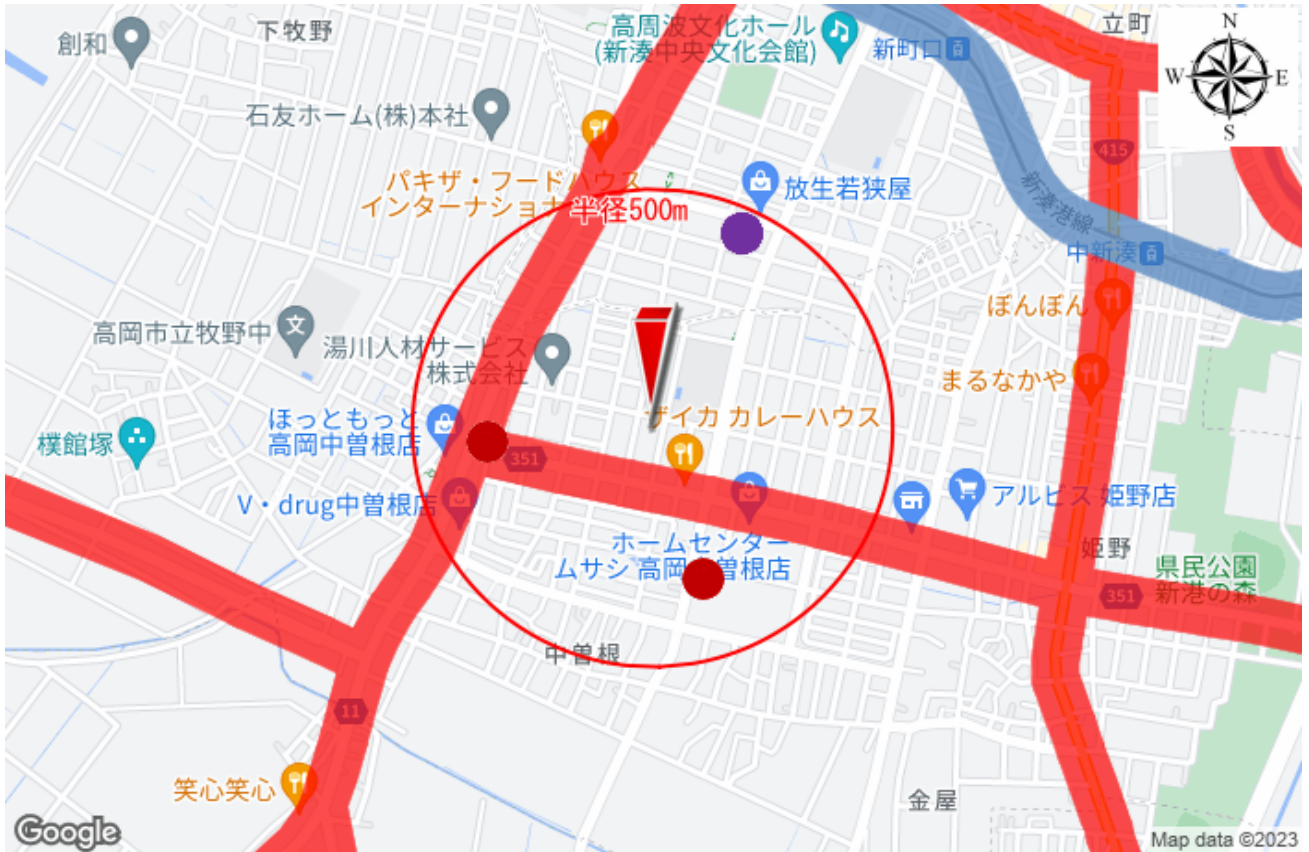 下牧野
高周波文化ホール
(新湊中央文化会館)
立町
N
W
E
S
創和
新町口
石友ホーム(株)本社
415
パキザ・フードハウス
インターナショナ
半径500m
放生若狭屋
新湊港線
中新湊
ぽんぽん
高岡市立牧野中
湯川人材サービス
株式会社
まるなかや
ほっともっと
高岡中曽根店
ザイカ カレーハウス
樸館塚
351
V・drug中曽根店
アルビス 姫野店
ホームセンター
ムサシ 高岡中曽根店
姫野
県民公園
新港の森
351
中曽根
11
笑心笑心
金屋
Google
Map data ©2023